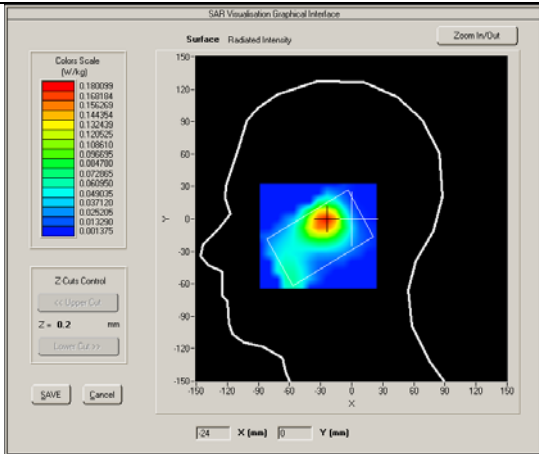 SAR Visualisation Graphical Interface
Surface Radiated Intensity
Zoom In/Out
Colors Scale
(W/kg)
0.180099
0.168184
0.156269
0.144354
0.132439
0.120525
0.108610
0.096695
0.084780
0.072865
0.060950
0.049035
0.037120
0.025205
0.013290
0.001375
Z Cuts Control
<< Upper Cut
Z = 0.2 mm
Lower Cut >>
SAVE Cancel
150
120
90
60
30
0
-30
-60
-90
-120
-150
Y
-150 -120 -90 -60 -30 0 30 60 90 120 150
X
-24 X (mm) 0 Y (mm)